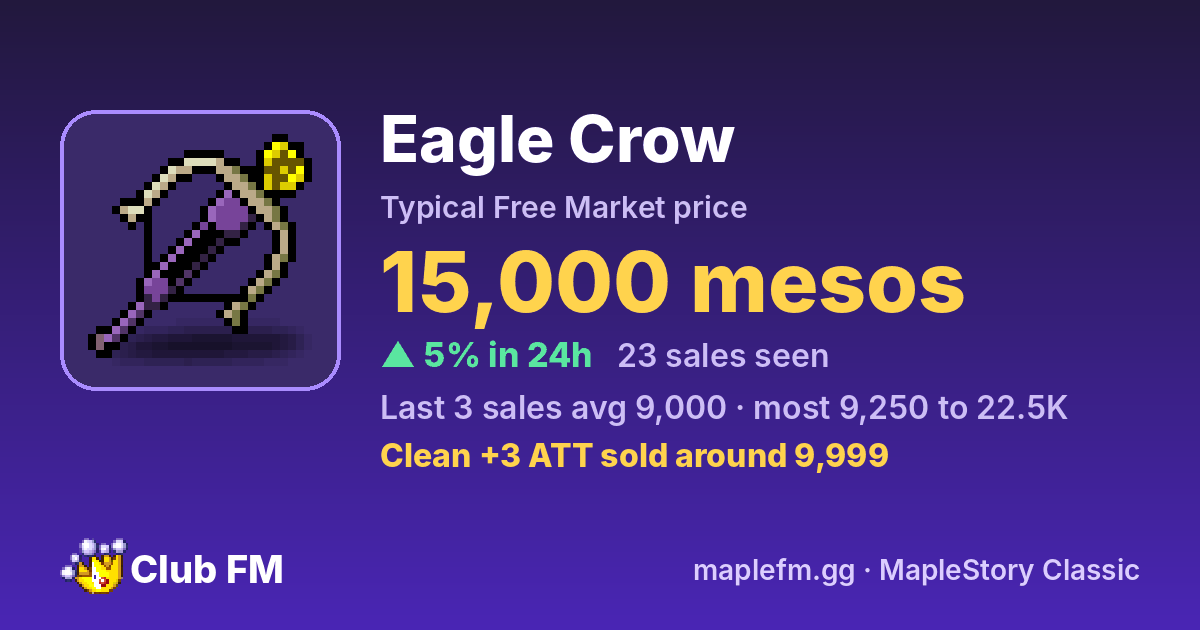 Eagle Crow
Typical Free Market price
15,000 mesos
▲ 5% in 24h 23 sales seen
Last 3 sales avg 9,000 · most 9,250 to 22.5K
Clean +3 ATT sold around 9,999
Club FM
maplefm.gg · MapleStory Classic